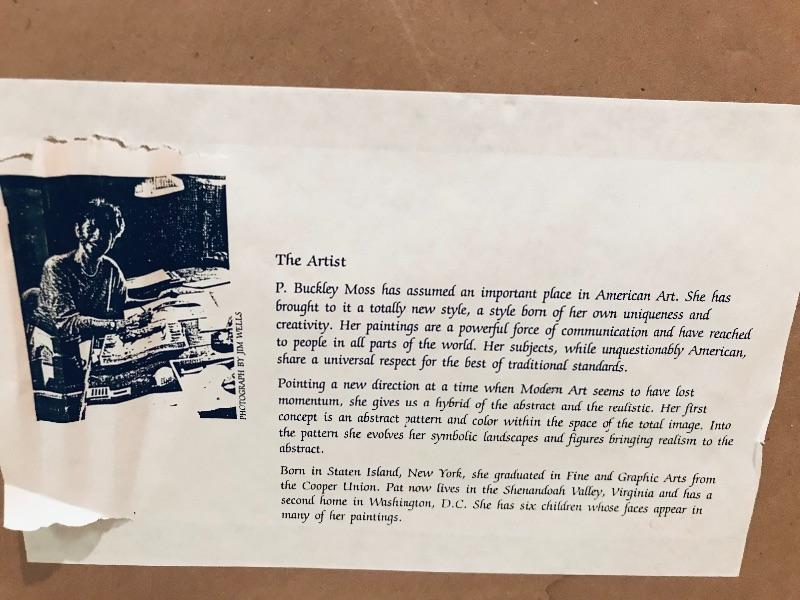 The Artist
P. Buckley Moss has assumed an important place in American Art. She has
brought to it a totally new style, a style born of her own uniqueness and
creativity. Her paintings are a powerful force of communication and have reached
to people in all parts of the world. Her subjects, while unquestionably American,
share a universal respect for the best of traditional standards.
Pointing a new direction at a time when Modern Art seems to have lost
momentum, she gives us a hybrid of the abstract and the realistic. Her first
concept is an abstract pattern and color within the space of the total image. Into
the pattern she evolves her symbolic landscapes and figures bringing realism to the
abstract.
Born in Staten Island, New York, she graduated in Fine and Graphic Arts from
the Cooper Union. Pat now lives in the Shenandoah Valley, Virginia and has a
second home in Washington, D.C. She has six children whose faces appear in
many of her paintings.
PHOTOGRAPH BY JIM WELLS